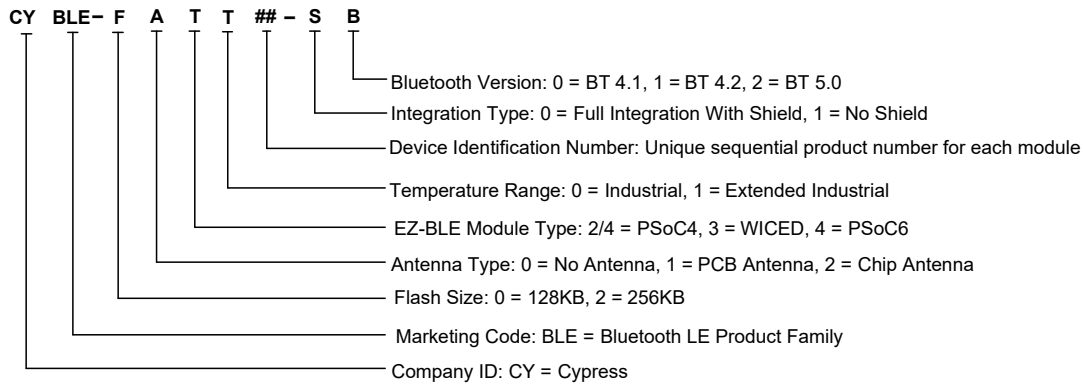 CY BLE– F A T T ## – S B
Bluetooth Version: 0 = BT 4.1, 1 = BT 4.2, 2 = BT 5.0
Integration Type: 0 = Full Integration With Shield, 1 = No Shield
Device Identification Number: Unique sequential product number for each module
Temperature Range: 0 = Industrial, 1 = Extended Industrial
EZ-BLE Module Type: 2/4 = PSoC4, 3 = WICED, 4 = PSoC6
Antenna Type: 0 = No Antenna, 1 = PCB Antenna, 2 = Chip Antenna
Flash Size: 0 = 128KB, 2 = 256KB
Marketing Code: BLE = Bluetooth LE Product Family
Company ID: CY = Cypress